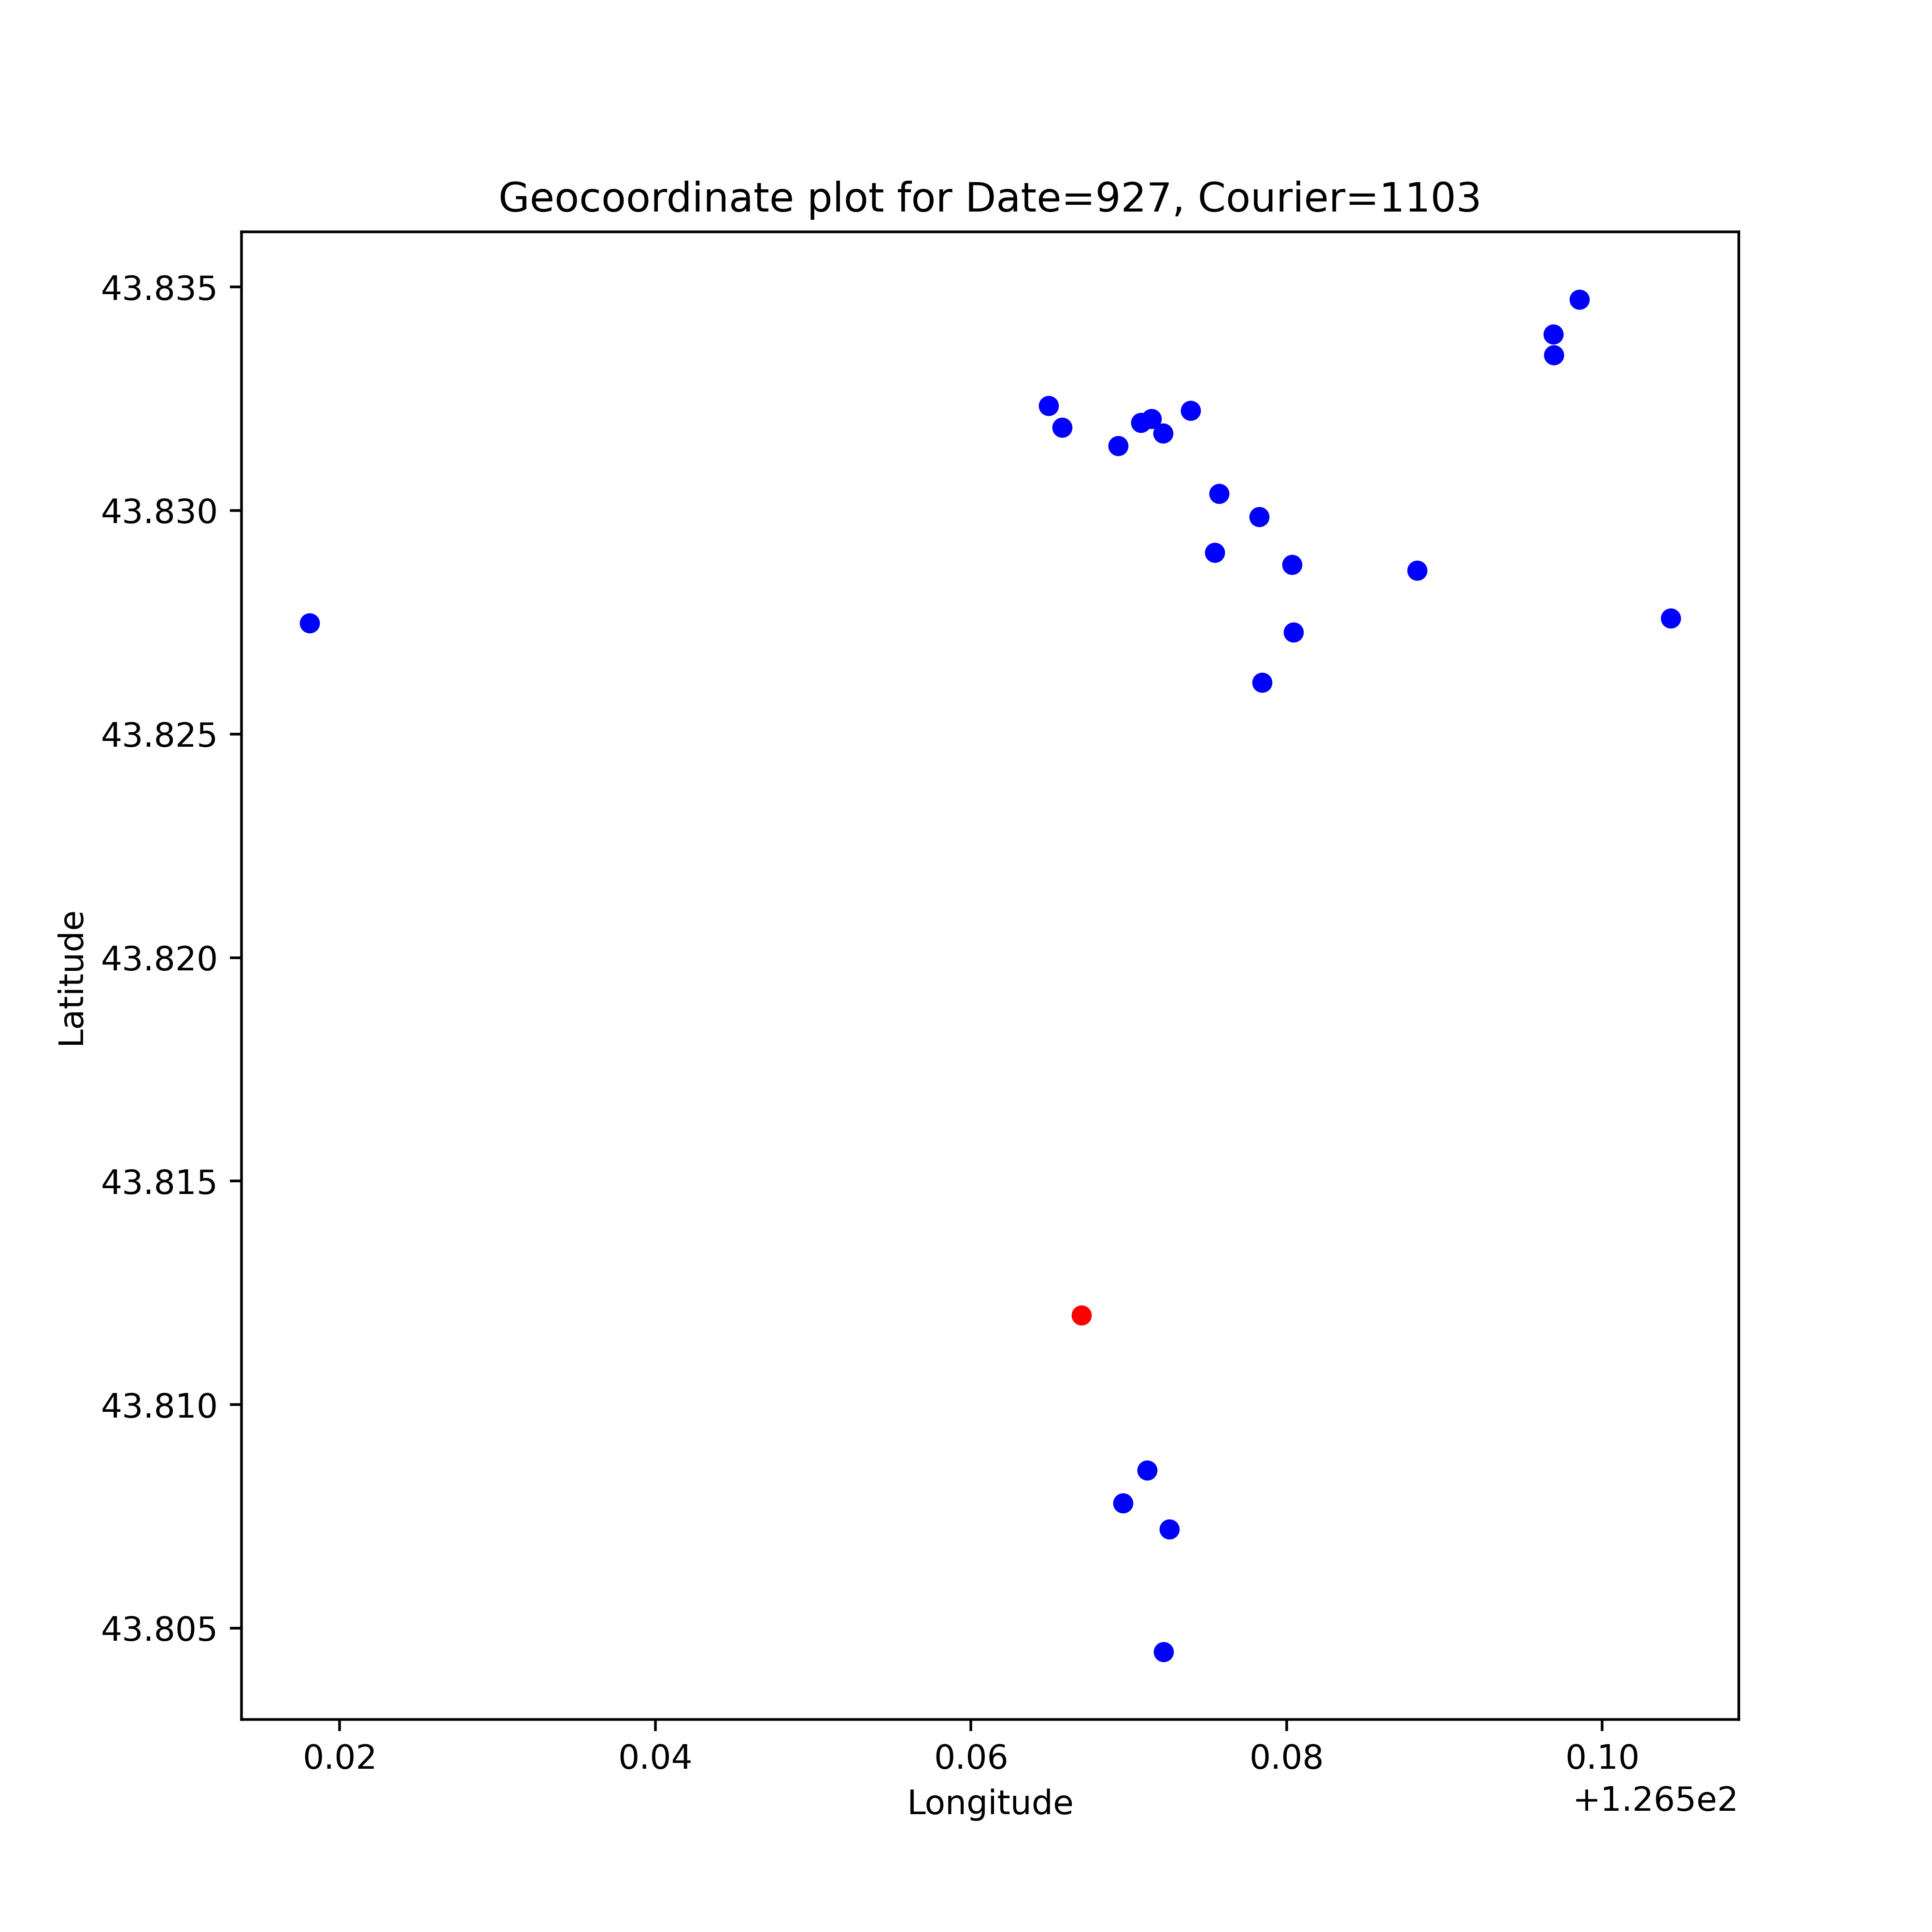 Geocoordinate plot for Date=927, Courier=1103
43.835
43.830
43.825
43.820
43.815
43.810
43.805
Latitude
0.02 0.04 0.06 0.08 0.10
Longitude
+1.265e2